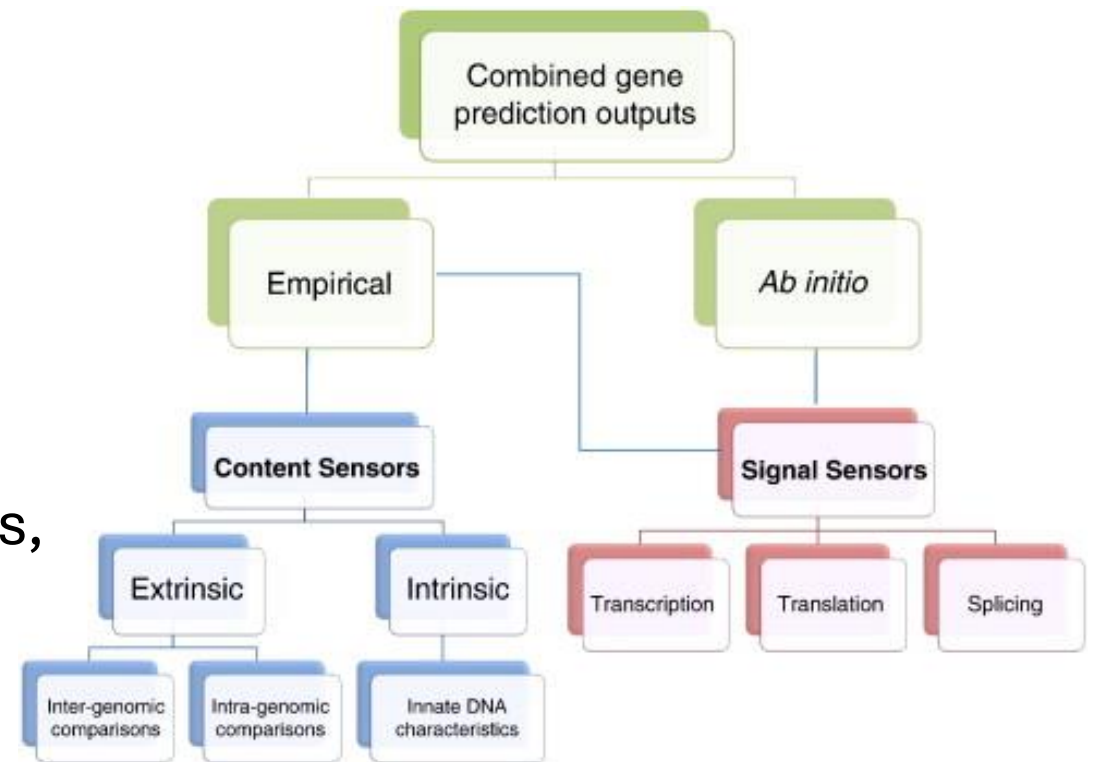 Combined gene
prediction outputs
Empirical
Ab initio
Content Sensors
Signal Sensors
s,
Extrinsic
Intrinsic
Transcription
Translation
Splicing
Inter-genomic
comparisons
Intra-genomic
comparisons
Innate DNA
characteristics